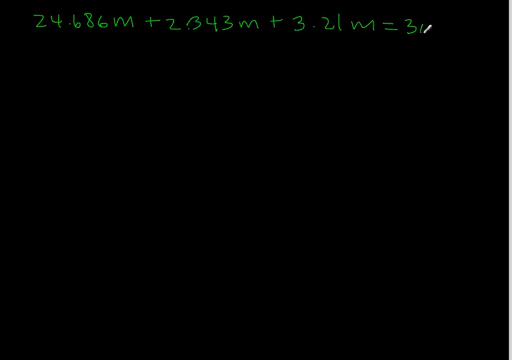 24.686m + 2.343m + 3.21m = 3